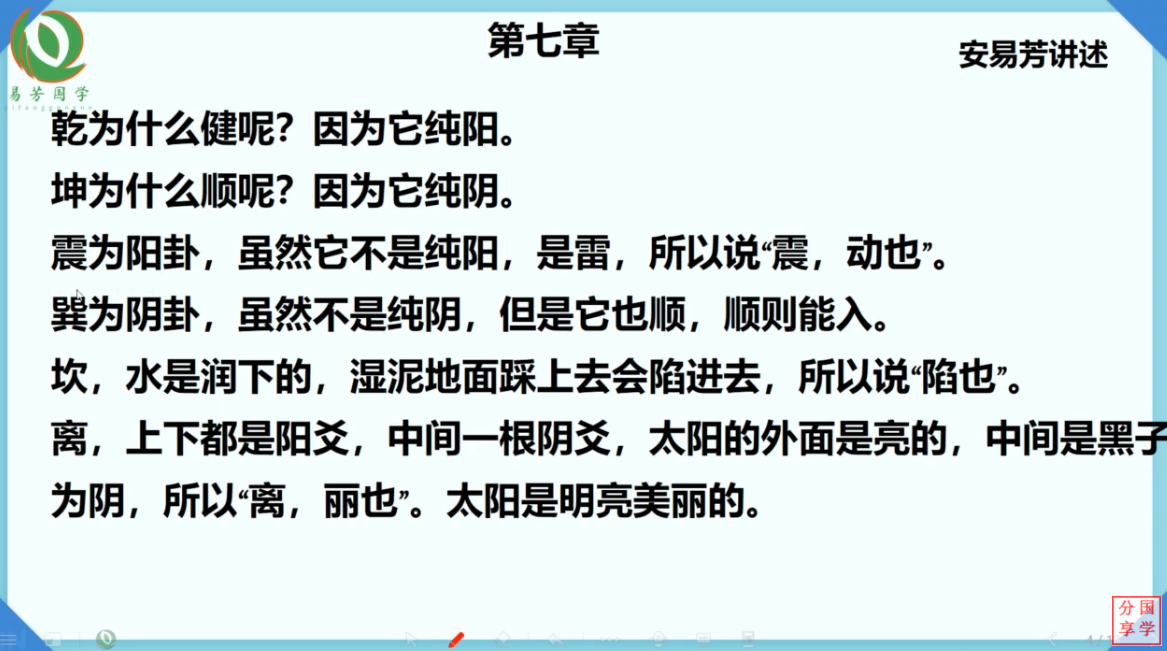 第七章
安易芳讲述
易芳国学
乾为什么健呢？因为它纯阳。
坤为什么顺呢？因为它纯阴。
震为阳卦，虽然它不是纯阳，是雷，所以说“震，动也”。
巽为阴卦，虽然不是纯阴，但是它也顺，顺则能入。
坎，水是润下的，湿泥地面踩上去会陷进去，所以说“陷也”。
离，上下都是阳爻，中间一根阴爻，太阳的外面是亮的，中间是黑子
为阴，所以“离，丽也”。太阳是明亮美丽的。
分国
享学